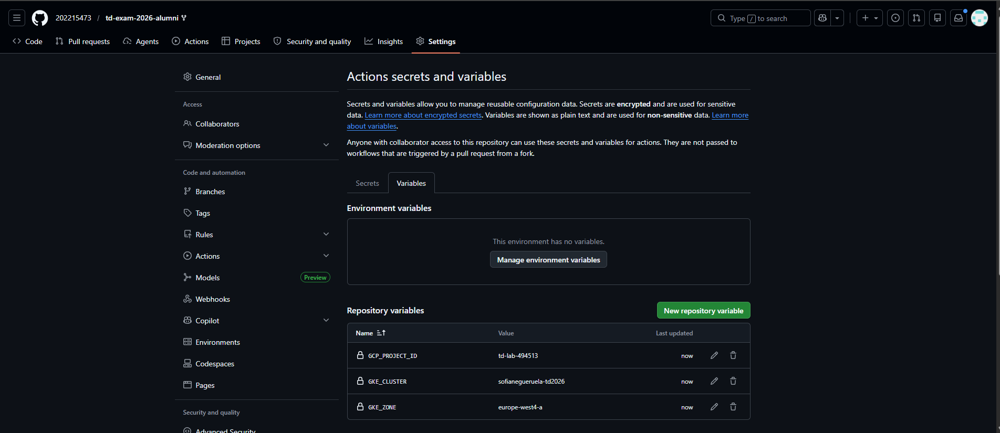 202215473 / td-exam-2026-alumni
Type / to search
Code
Pull requests
Agents
Actions
Projects
Security and quality
Insights
Settings
General
Access
Collaborators
Moderation options
Code and automation
Branches
Tags
Rules
Actions
Models Preview
Webhooks
Copilot
Environments
Codespaces
Pages
Security and quality
Advanced Security
Actions secrets and variables
Secrets and variables allow you to manage reusable configuration data. Secrets are encrypted and are used for sensitive
data. Learn more about encrypted secrets. Variables are shown as plain text and are used for non-sensitive data. Learn more
about variables.
Anyone with collaborator access to this repository can use these secrets and variables for actions. They are not passed to
workflows that are triggered by a pull request from a fork.
Secrets
Variables
Environment variables
This environment has no variables.
Manage environment variables
Repository variables
New repository variable
Name Value Last updated
GCP_PROJECT_ID td-lab-494513 now
GKE_CLUSTER sofianegueruela-td2026 now
GKE_ZONE europe-west4-a now